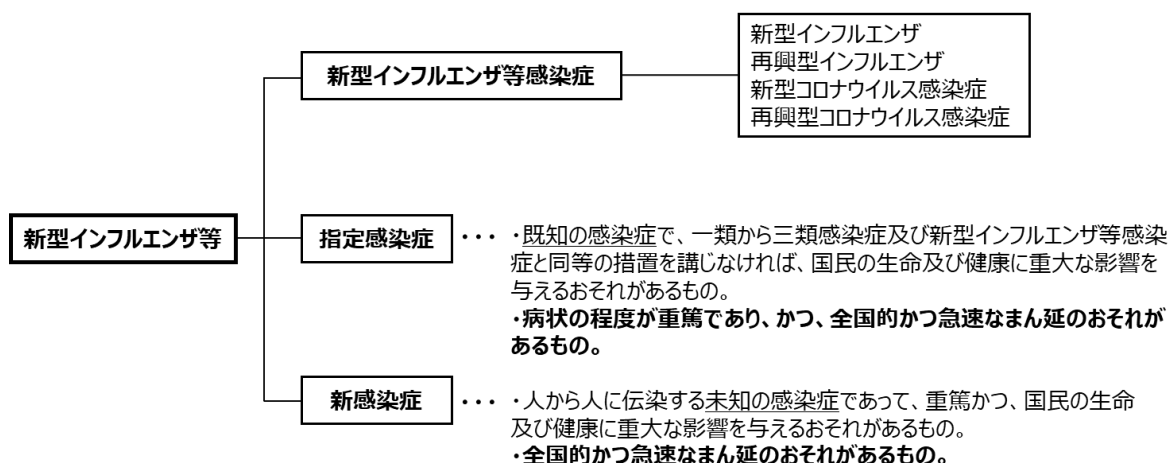 新型インフルエンザ等
新型インフルエンザ等感染症
新型インフルエンザ
再興型インフルエンザ
新型コロナウイルス感染症
再興型コロナウイルス感染症
指定感染症
・・・
・既知の感染症で、一類から三類感染症及び新型インフルエンザ等感染
症と同等の措置を講じなければ、国民の生命及び健康に重大な影響を
与えるおそれがあるもの。
・病状の程度が重篤であり、かつ、全国的かつ急速なまん延のおそれが
あるもの。
新感染症
・・・
・人から人に伝染する未知の感染症であって、重篤かつ、国民の生命
及び健康に重大な影響を与えるおそれがあるもの。
・全国的かつ急速なまん延のおそれがあるもの。